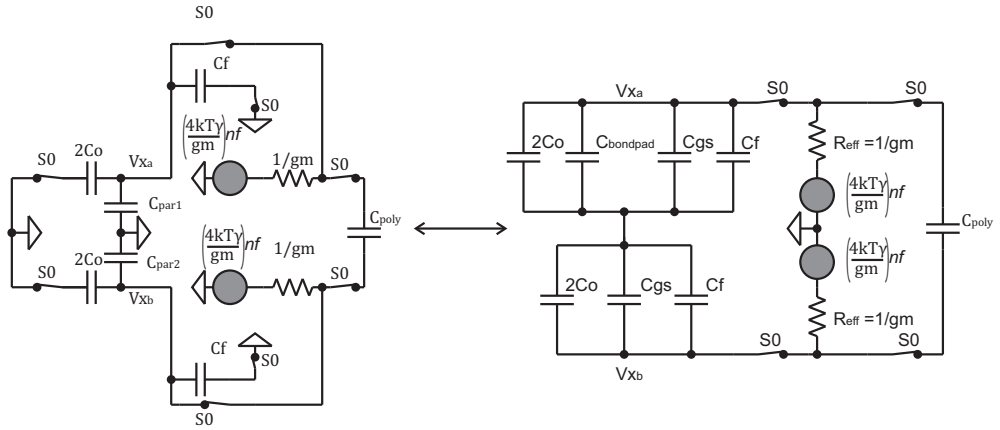 S0
Cf
S0
(4kTγ/gm)nf
1/gm
S0
S0
2Co
Vxa
Cpar1
Cpoly
Cpar2
2Co
S0
Vxb
(4kTγ/gm)nf
1/gm
S0
Cf
S0
S0
Vxa
S0
S0
2Co
Cbondpad
Cgs
Cf
Reff =1/gm
(4kTγ/gm)nf
Cpoly
(4kTγ/gm)nf
2Co
Cgs
Cf
Reff =1/gm
S0
S0
Vxb